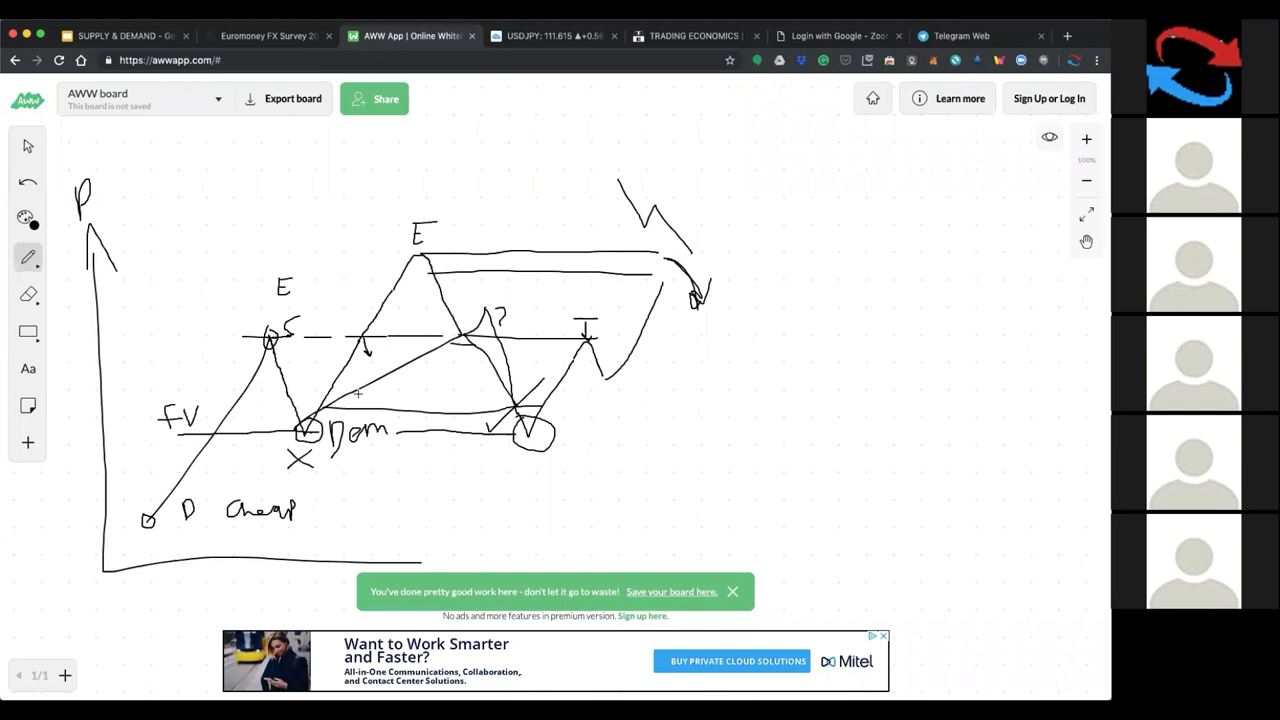 SUPPLY & DEMAND - Go
Euromoney FX Survey 20
AWW App | Online White
USDJPY: 111.615 ▲+0.56
TRADING ECONOMICS |
Login with Google - Zoo
Telegram Web
https://awwapp.com/#
AWW
AWW board
This board is not saved
Export board
Share
Learn more
Sign Up or Log In
100%
P
E
E
S
?
I
FV
Dem
X
D Cheap
Aa
You've done pretty good work here - don't let it go to waste! Save your board here.
No ads and more features in premium version. Sign up here.
1/1
Want to Work Smarter
and Faster?
All-in-One Communications, Collaboration,
and Contact Center Solutions.
BUY PRIVATE CLOUD SOLUTIONS
Mitel